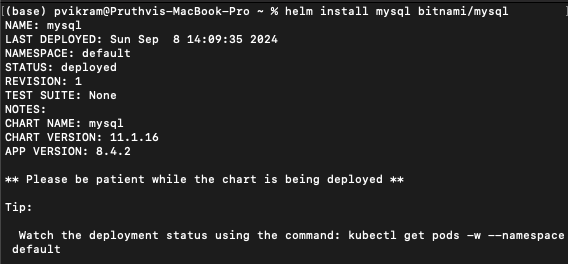 (base) pvikram@Pruthvis-MacBook-Pro ~ % helm install mysql bitnami/mysql
NAME: mysql
LAST DEPLOYED: Sun Sep  8 14:09:35 2024
NAMESPACE: default
STATUS: deployed
REVISION: 1
TEST SUITE: None
NOTES:
CHART NAME: mysql
CHART VERSION: 11.1.16
APP VERSION: 8.4.2
** Please be patient while the chart is being deployed **
Tip:
  Watch the deployment status using the command: kubectl get pods -w --namespace
 default